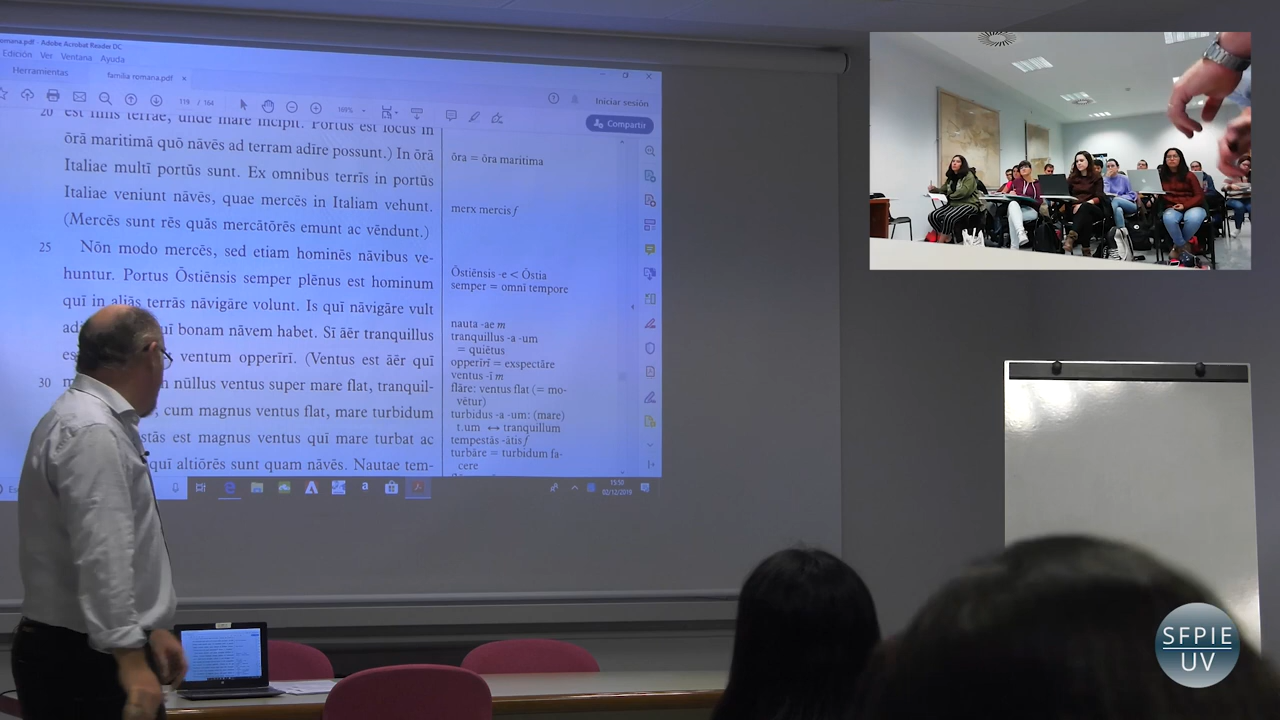 romana.pdf - Adobe Acrobat Reader DC
Edición Ver Ventana Ayuda
Herramientas
familia romana.pdf ×
119 / 164
169%
Iniciar sesión
Compartir
20 est finis terrae, unde mare incipit. Portus est locus in
ōrā maritimā quō nāvēs ad terram adīre possunt.) In ōrā
Italiae multī portūs sunt. Ex omnibus terrīs in portūs
Italiae veniunt nāvēs, quae mercēs in Italiam vehunt.
(Mercēs sunt rēs quās mercātōrēs emunt ac vēndunt.)
25 Nōn modo mercēs, sed etiam hominēs nāvibus ve-
huntur. Portus Ōstiēnsis semper plēnus est hominum
quī in aliās terrās nāvigāre volunt. Is quī nāvigāre vult
bonam nāvem habet. Sī āēr tranquillus
ventum opperīrī. (Ventus est āēr quī
30 nūllus ventus super mare flat, tranquil-
, cum magnus ventus flat, mare turbidum
est magnus ventus quī mare turbat ac
quī altiōrēs sunt quam nāvēs. Nautae tem-
ōra = ōra maritima
merx mercis f
Ōstiēnsis -e < Ōstia
semper = omnī tempore
nauta -ae m
tranquillus -a -um
= quiētus
opperīrī = exspectāre
ventus -ī m
flāre: ventus flat (= mo-
vētur)
turbidus -a -um: (mare)
t.um ↔ tranquillum
tempestās -ātis f
turbāre = turbidum fa-
cere
15:50
02/12/2019
SFPIE
UV